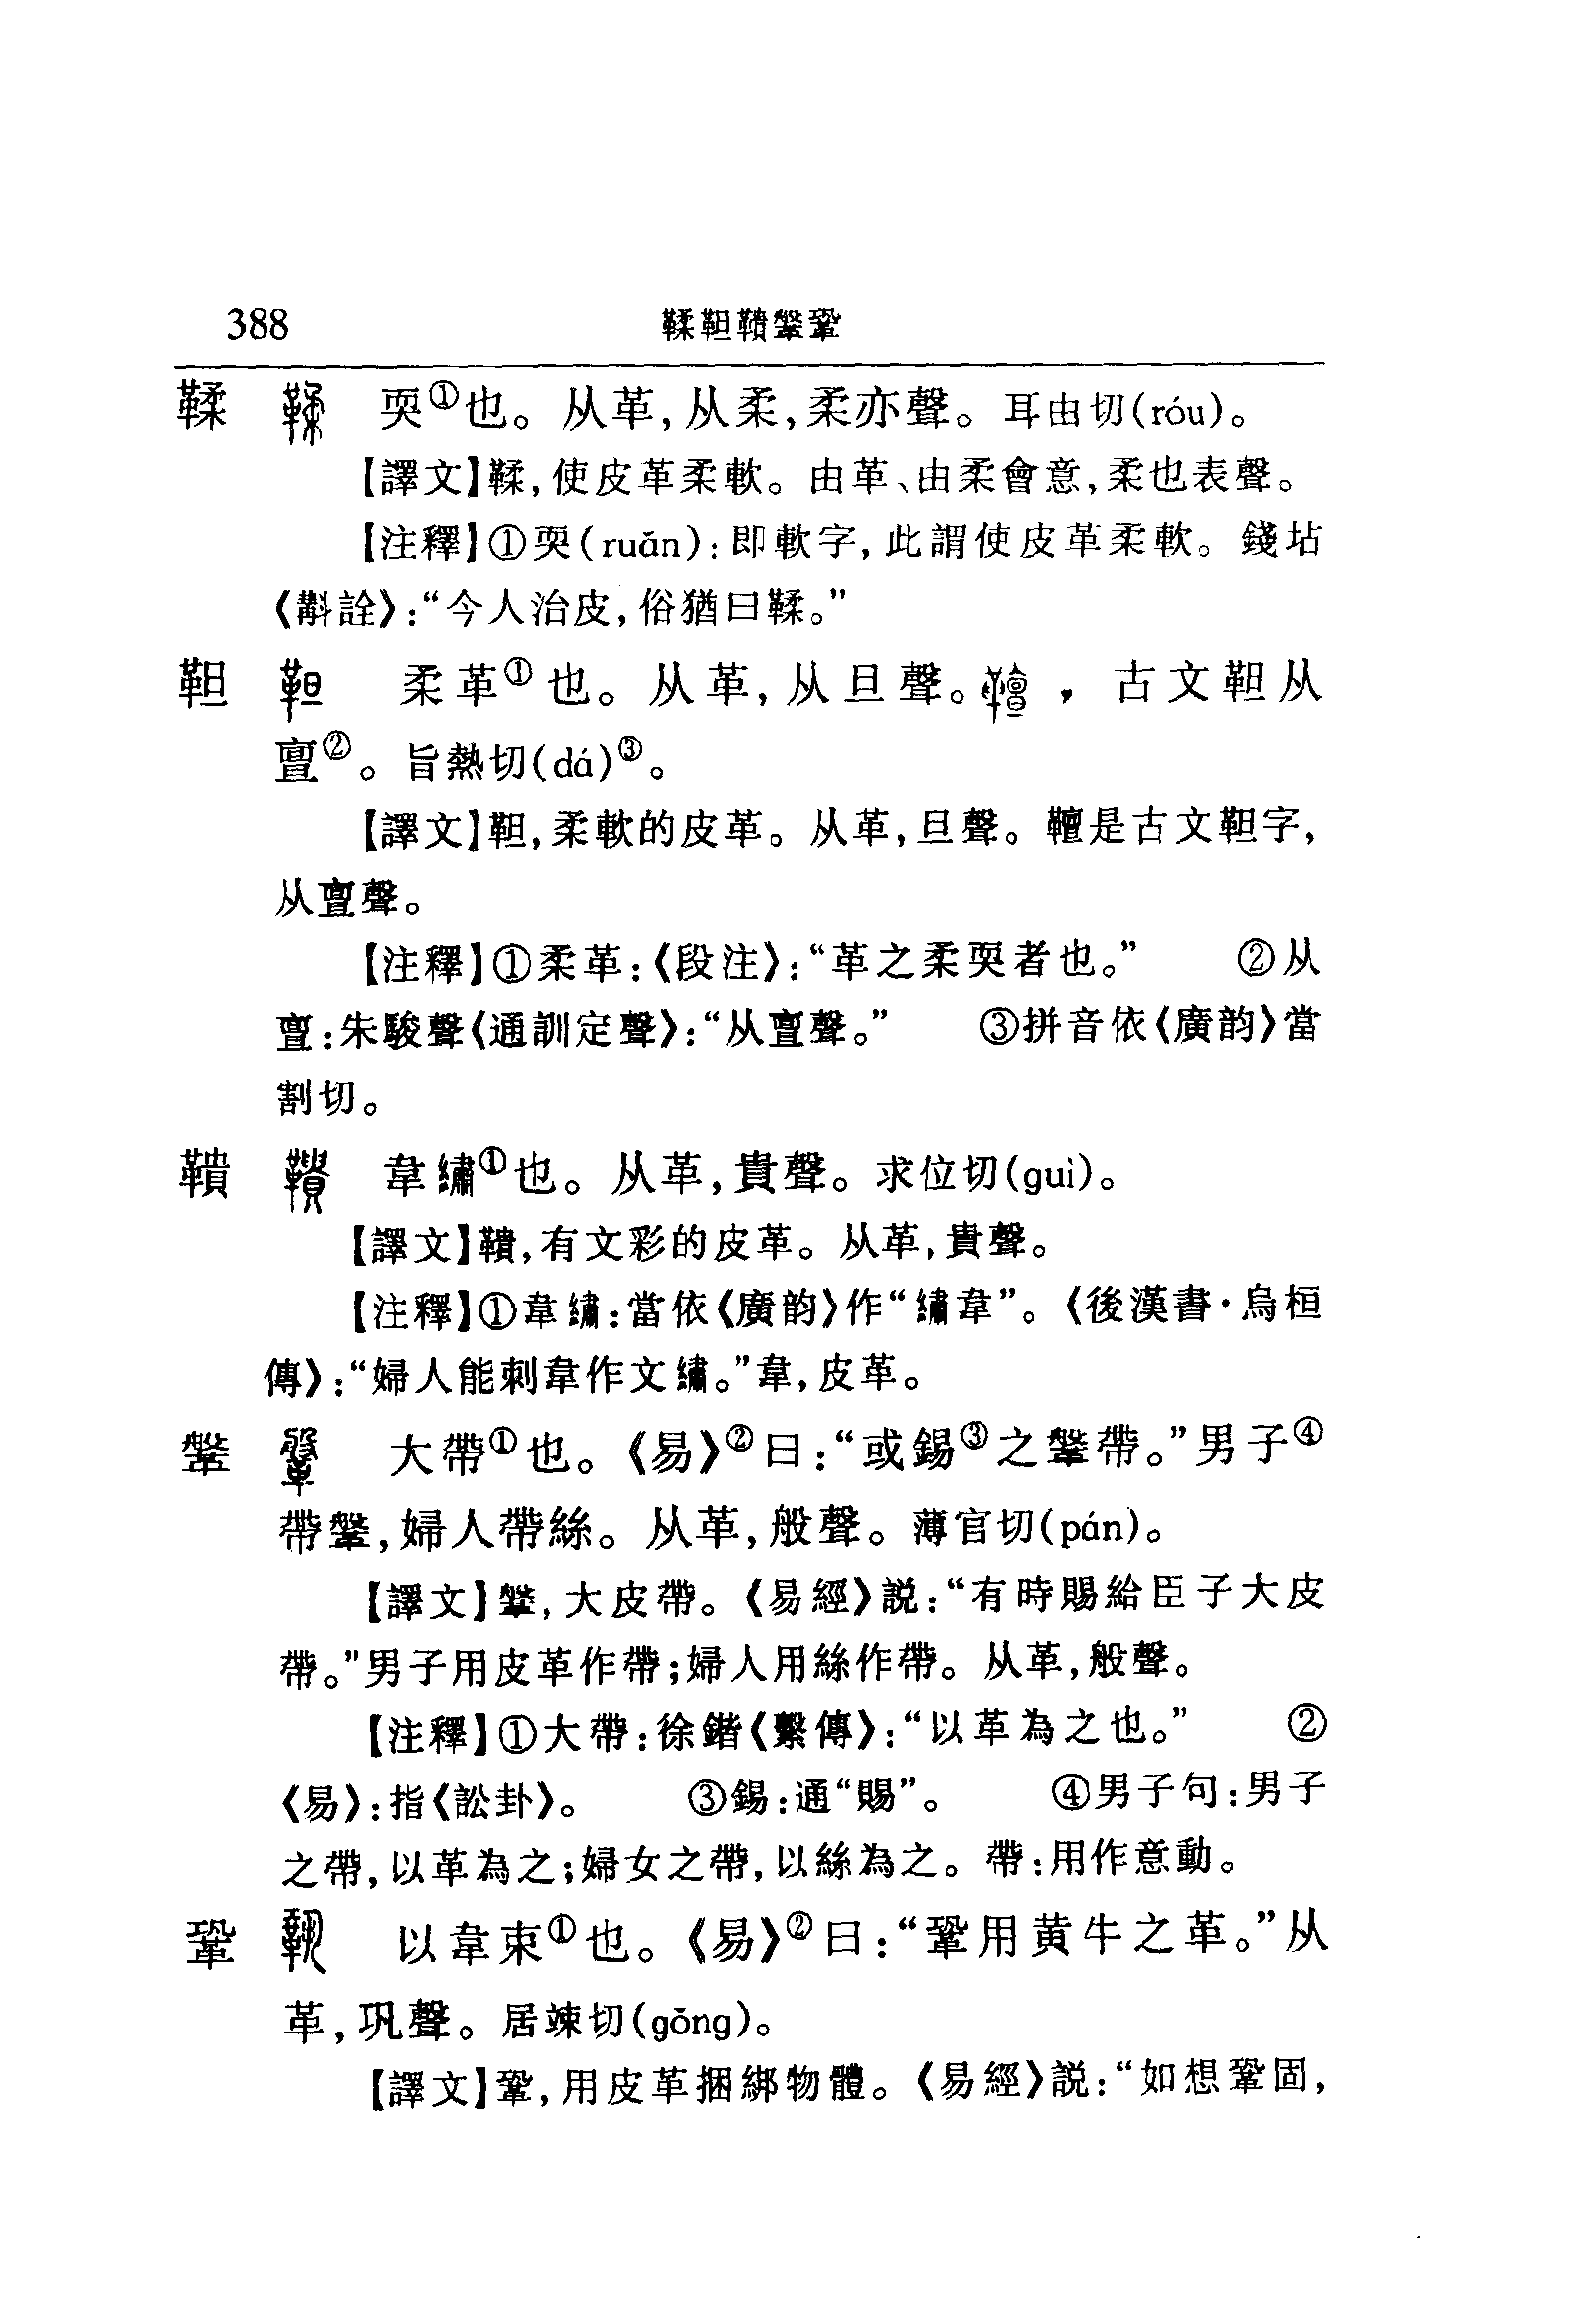 388 鞣靼鞼鞶鞏
鞣 耎①也。从革,从柔,柔亦聲。耳由切(róu)。
【譯文】鞣,使皮革柔軟。由革、由柔會意,柔也表聲。
【注釋】①耎(ruǎn):即軟字,此謂使皮革柔軟。錢坫
《斠詮》:“今人治皮,俗猶曰鞣。”
靼 柔革①也。从革,从旦聲。,古文靼从
亶②。旨熱切(dá)③。
【譯文】靼,柔軟的皮革。从革,旦聲。䡀是古文靼字,
从亶聲。
【注釋】①柔革:《段注》:“革之柔耎者也。” ②从
亶:朱駿聲《通訓定聲》:“从亶聲。” ③拼音依《廣韵》當
割切。
鞼 韋繡①也。从革,貴聲。求位切(guì)。
【譯文】鞼,有文彩的皮革。从革,貴聲。
【注釋】①韋繡:當依《廣韵》作“繡韋”。《後漢書·烏桓
傳》:“婦人能刺韋作文繡。”韋,皮革。
鞶 大帶①也。《易》②曰:“或錫③之鞶帶。”男子④
帶鞶,婦人帶絲。从革,般聲。薄官切(pán)。
【譯文】鞶,大皮帶。《易經》説:“有時賜給臣子大皮
帶。”男子用皮革作帶;婦人用絲作帶。从革,般聲。
【注釋】①大帶:徐鍇《繫傳》:“以革為之也。” ②
《易》:指《訟卦》。 ③錫:通“賜”。 ④男子句:男子
之帶,以革為之;婦女之帶,以絲為之。帶:用作意動。
鞏 以韋束①也。《易》②曰:“鞏用黄牛之革。”从
革,巩聲。居竦切(gǒng)。
【譯文】鞏,用皮革捆綁物體。《易經》説:“如想鞏固,